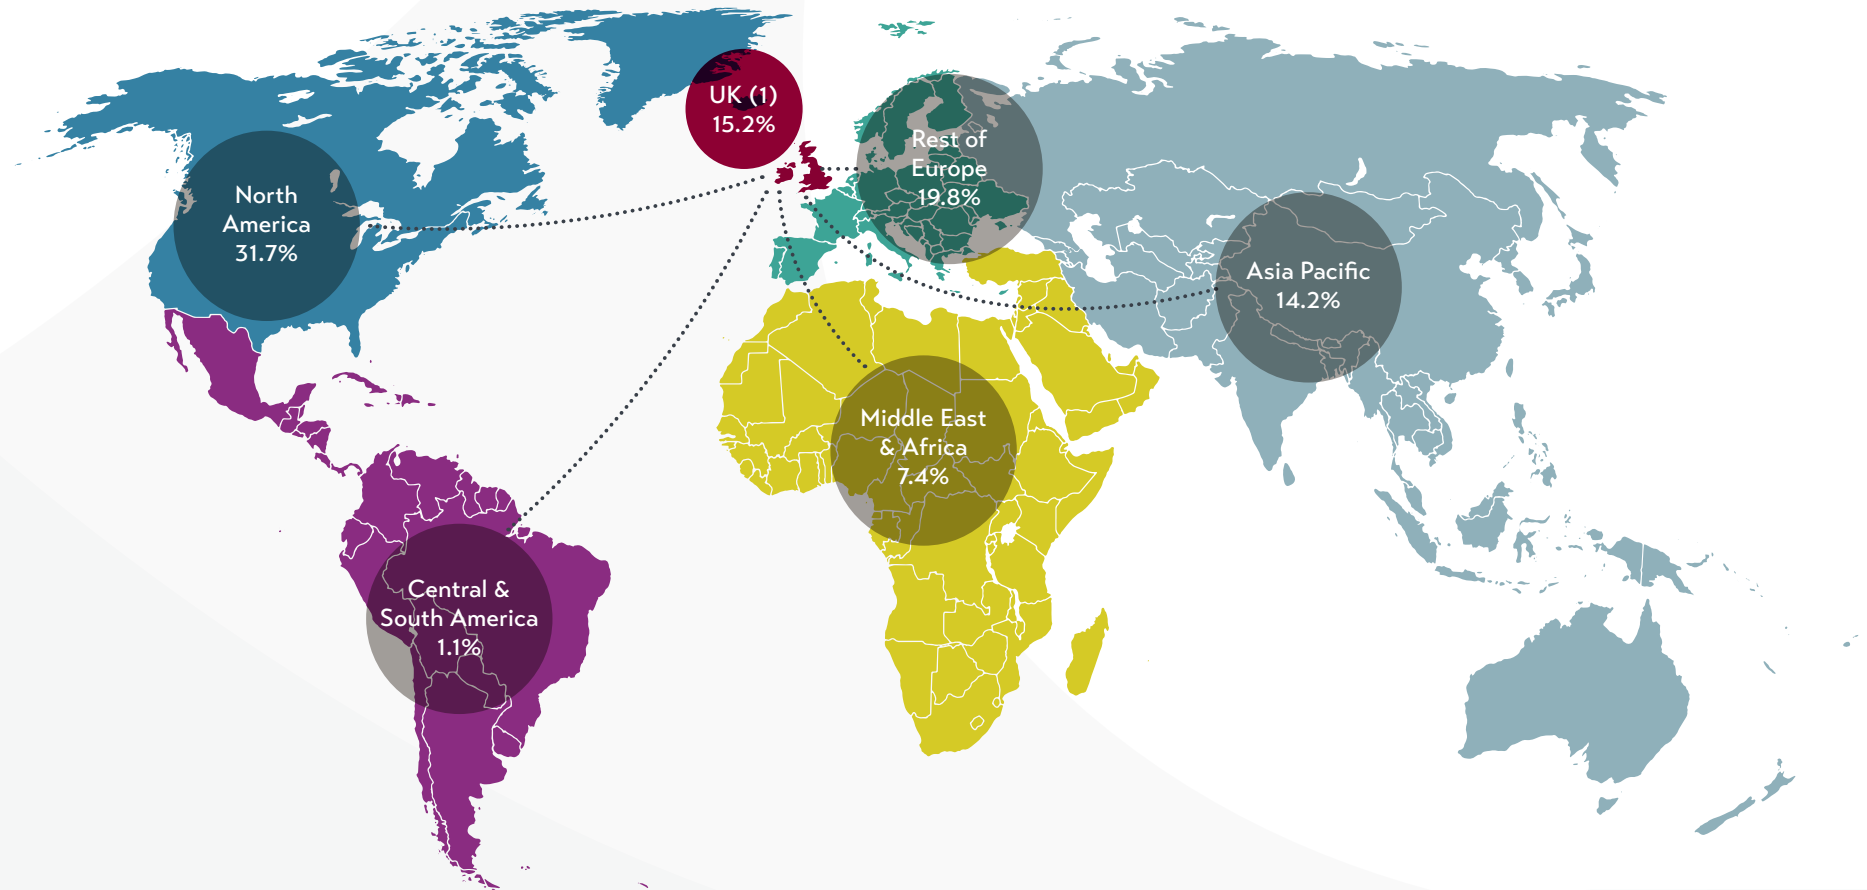 UK (1)
15.2%
Rest of
Europe
19.8%
North
America
31.7%
Asia Pacific
14.2%
Middle East
& Africa
7.4%
Central &
South America
1.1%